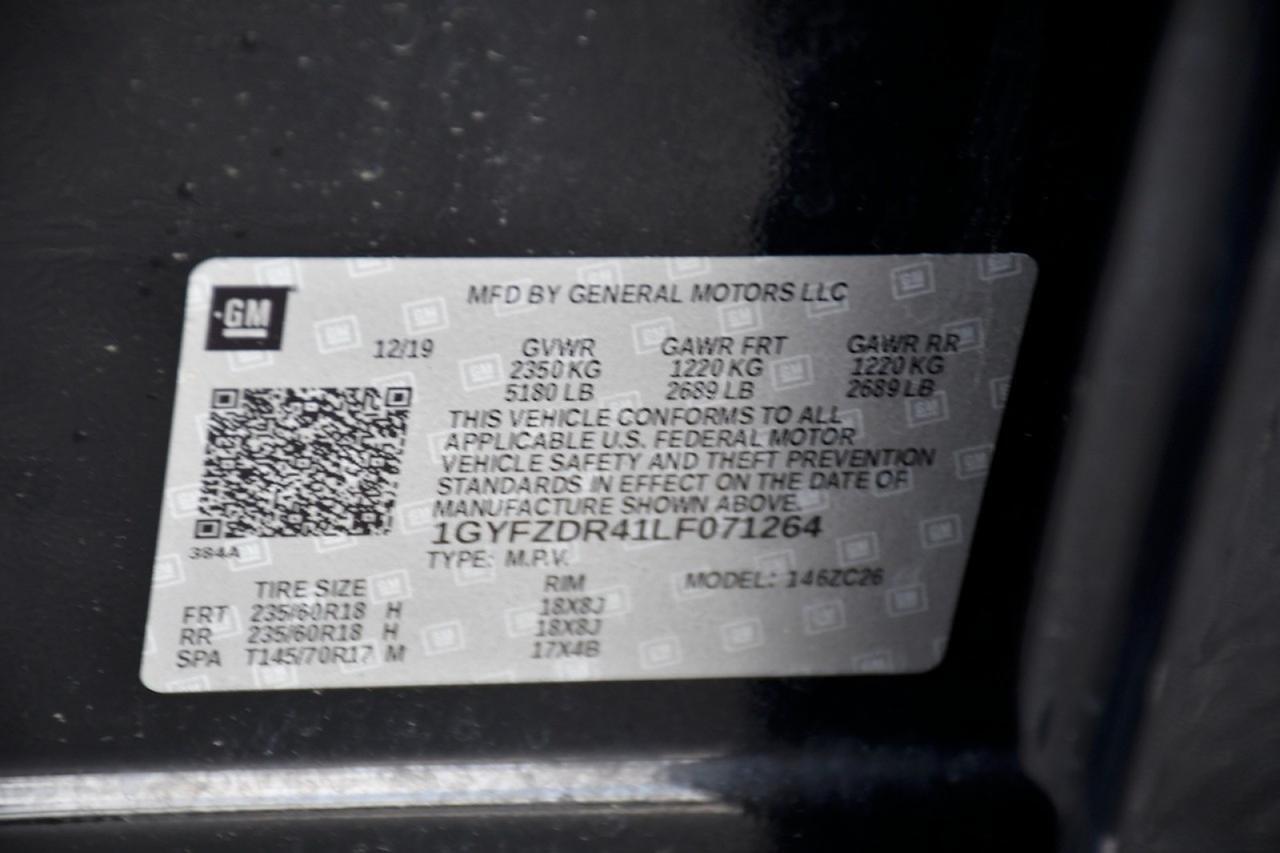 GM
MFD BY GENERAL MOTORS LLC
12/19 GVWR GAWR FRT GAWR RR
2350 KG 1220 KG 1220 KG
5180 LB 2689 LB 2689 LB
THIS VEHICLE CONFORMS TO ALL
APPLICABLE U.S. FEDERAL MOTOR
VEHICLE SAFETY AND THEFT PREVENTION
STANDARDS IN EFFECT ON THE DATE OF
MANUFACTURE SHOWN ABOVE.
1GYFZDR41LF071264
384A
TYPE: M.P.V.
TIRE SIZE RIM MODEL: 146ZC26
FRT 235/60R18 H 18X8J
RR 235/60R18 H 18X8J
SPA T145/70R17 M 17X4B